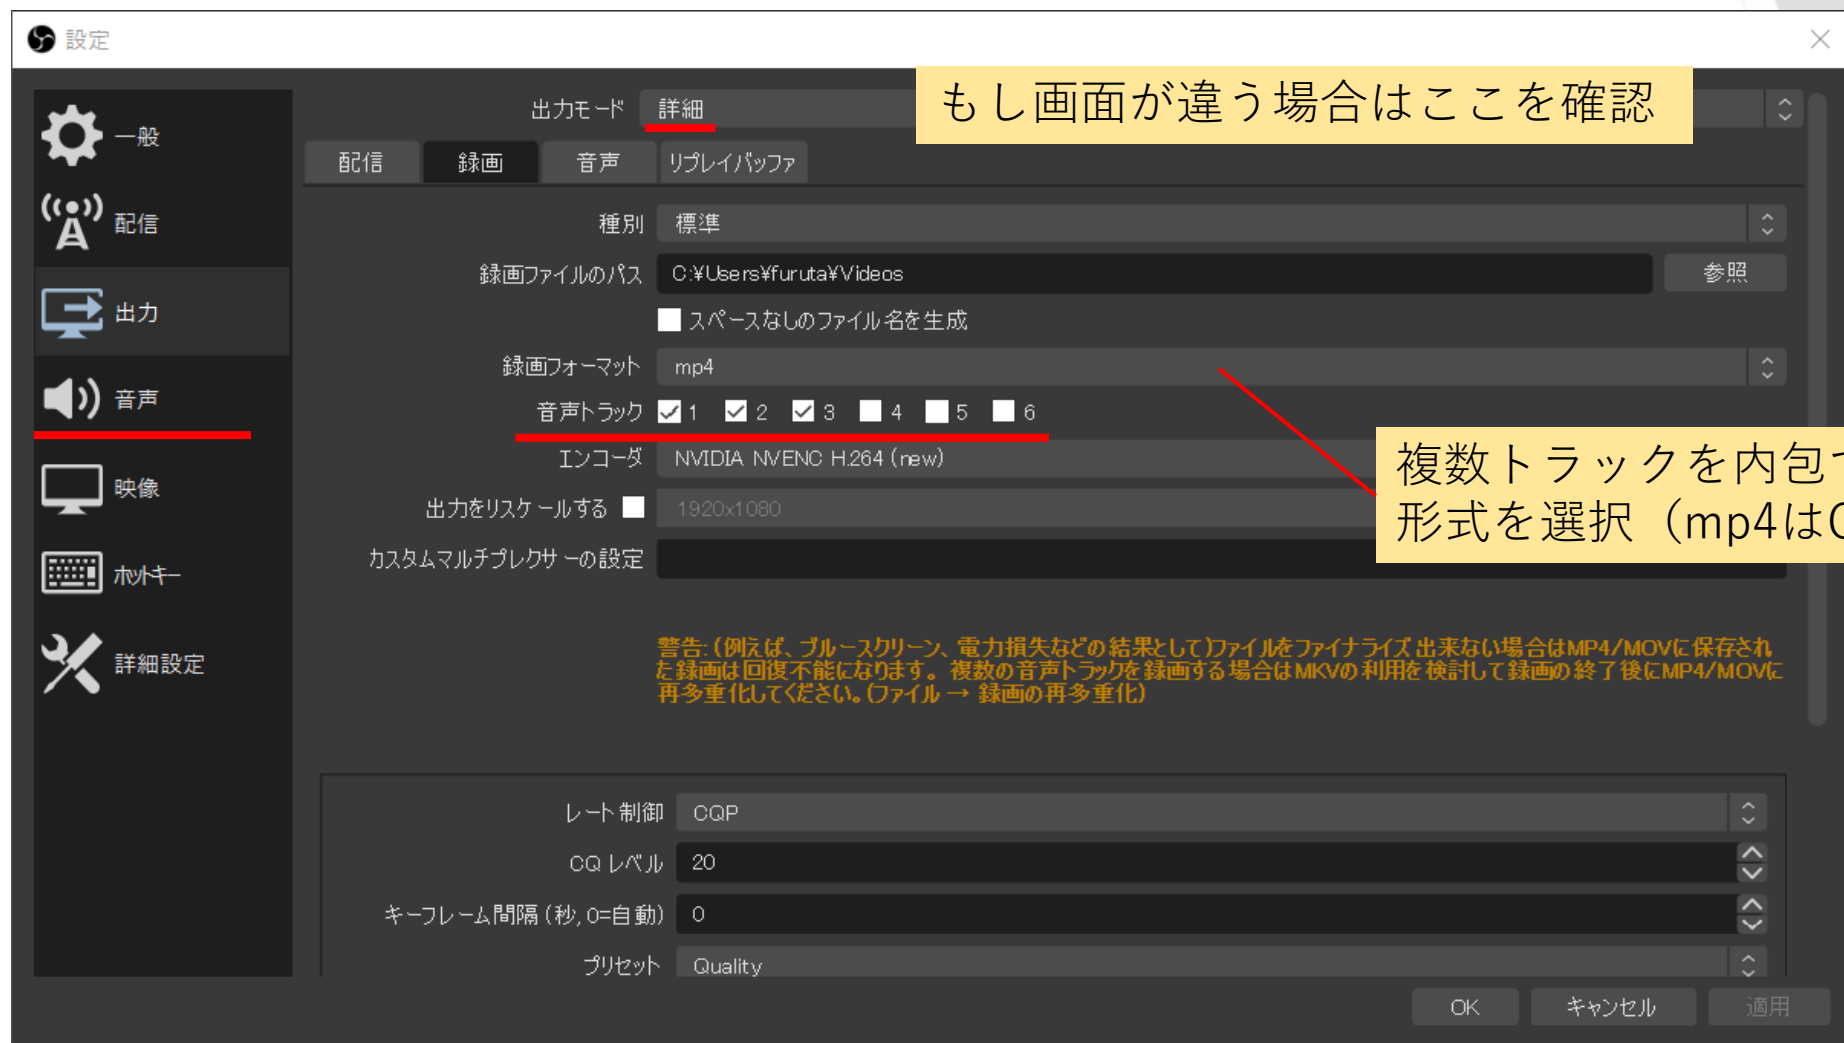 設定
もし画面が違う場合はここを確認
出力モード 詳細
一般
配信 録画 音声 リプレイバッファ
配信
種別 標準
録画ファイルのパス C:¥Users¥furuta¥Videos 参照
出力
スペースなしのファイル名を生成
録画フォーマット mp4
音声
音声トラック 1 2 3 4 5 6
エンコーダ NVIDIA NVENC H.264 (new)
複数トラックを内包
形式を選択（mp4は
映像
出力をリスケールする 1920x1080
カスタムマルチプレクサーの設定
ホットキー
警告: (例えば、ブルースクリーン、電力損失などの結果として)ファイルをファイナライズ出来ない場合はMP4/MOVに保存され
た録画は回復不能になります。複数の音声トラックを録画する場合はMKVの利用を検討して録画の終了後にMP4/MOVに
再多重化してください。(ファイル → 録画の再多重化)
詳細設定
レート制御 CQP
CQ レベル 20
キーフレーム間隔 (秒, 0=自動) 0
プリセット Quality
OK キャンセル 適用